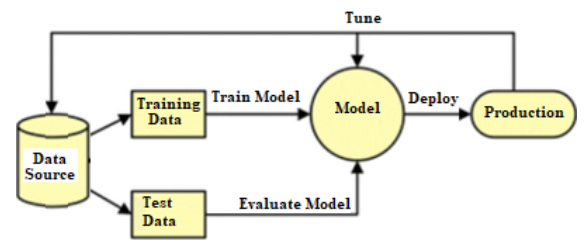 Tune
Training
Data
Train Model
Model
Deploy
Production
Data
Source
Test
Data
Evaluate Model